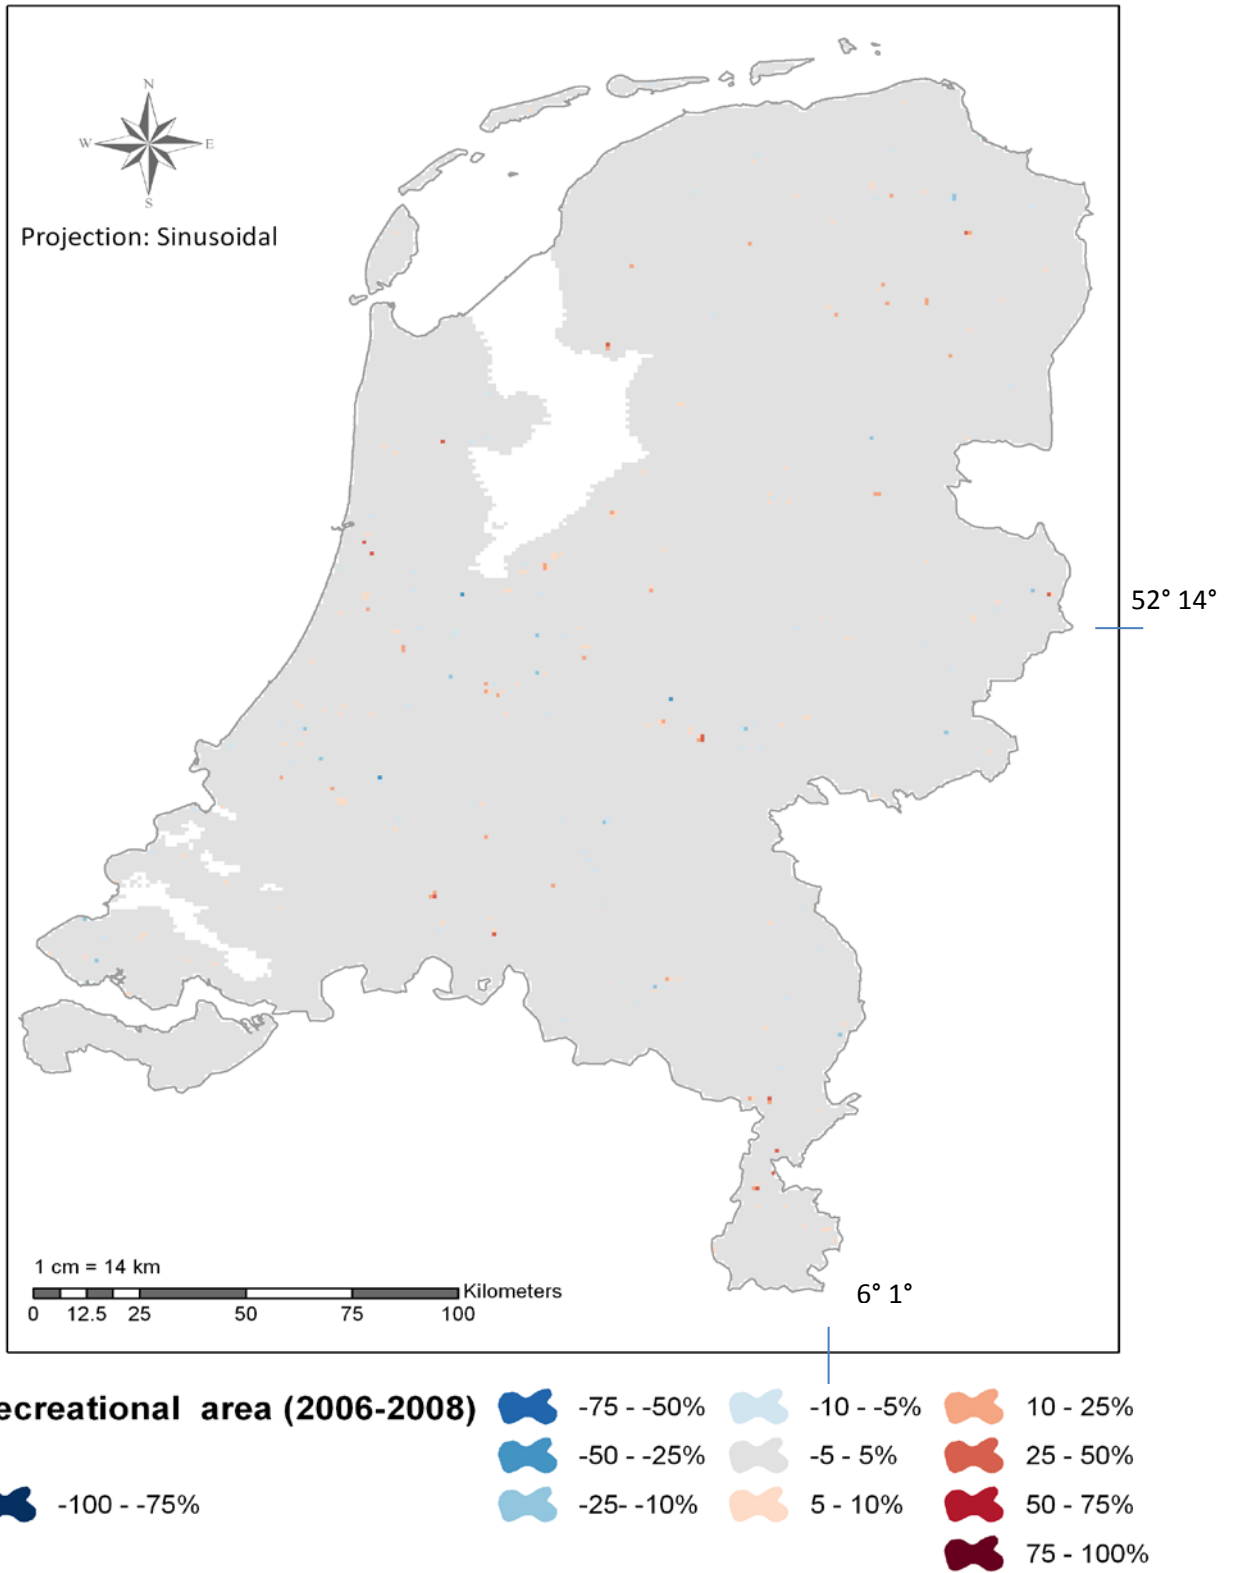 N
W E
S
Projection: Sinusoidal
52° 14°
1 cm = 14 km
Kilometers
0 12.5 25 50 75 100
6° 1°
ecreational area (2006-2008)
-100 - -75%
-75 - -50%
-50 - -25%
-25- -10%
-10 - -5%
-5 - 5%
5 - 10%
10 - 25%
25 - 50%
50 - 75%
75 - 100%